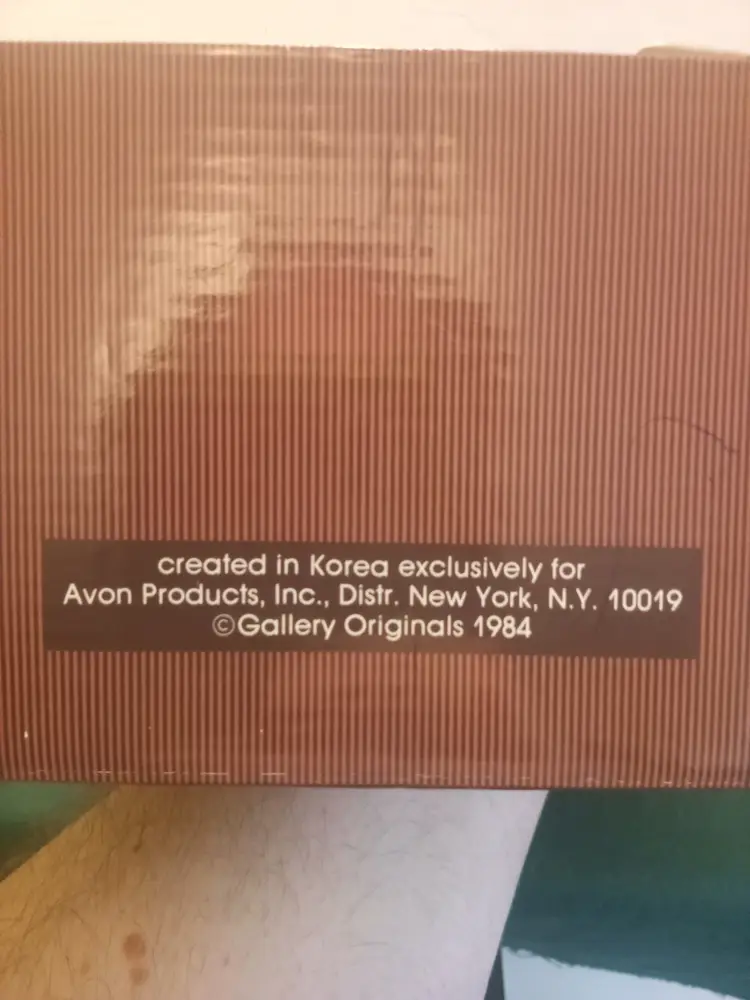 created in Korea exclusively for
Avon Products, Inc., Distr. New York, N.Y. 10019
©Gallery Originals 1984